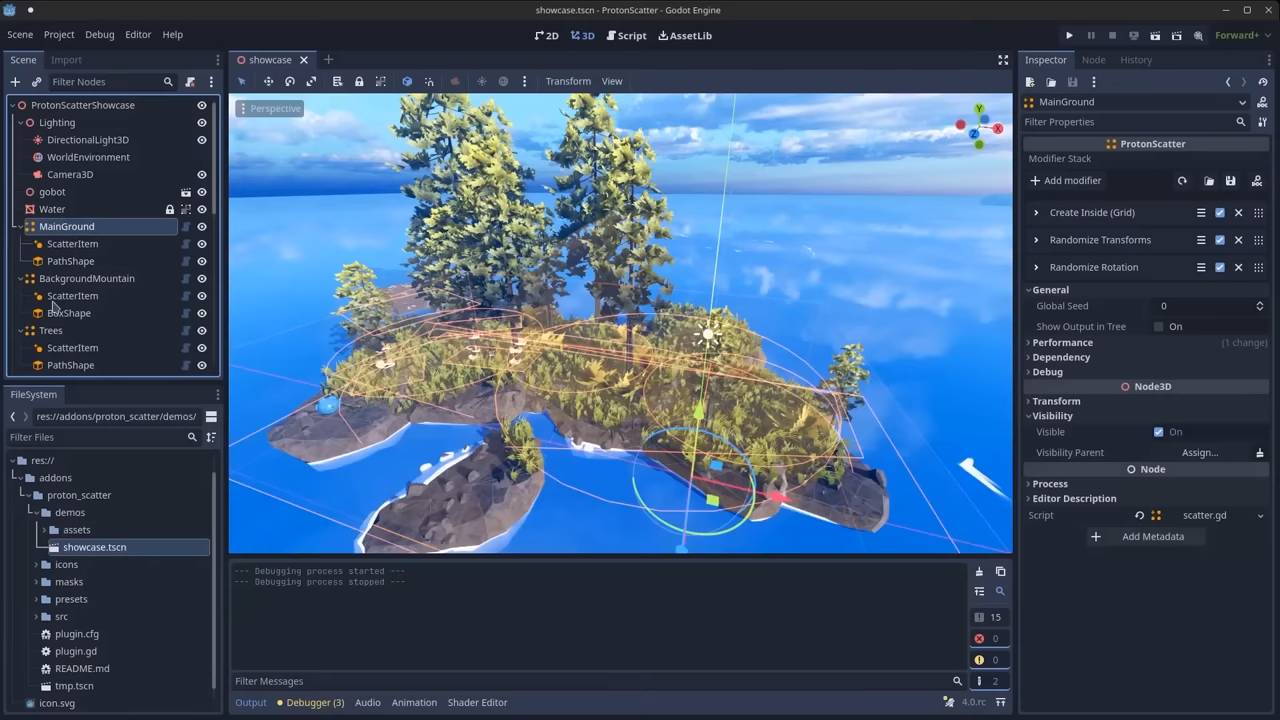 showcase.tscn - ProtonScatter - Godot Engine
Scene Project Debug Editor Help
2D 3D Script AssetLib
Forward+
Scene Import
Filter Nodes
ProtonScatterShowcase
Lighting
DirectionalLight3D
WorldEnvironment
Camera3D
gobot
Water
MainGround
ScatterItem
PathShape
BackgroundMountain
ScatterItem
BoxShape
Trees
ScatterItem
PathShape
FileSystem
res://addons/proton_scatter/demos/
Filter Files
res://
addons
proton_scatter
demos
assets
showcase.tscn
icons
masks
presets
src
plugin.cfg
plugin.gd
README.md
tmp.tscn
icon.svg
showcase
Transform View
Perspective
Y
X
Z
--- Debugging process started ---
--- Debugging process stopped ---
15
0
0
2
Filter Messages
Output Debugger (3) Audio Animation Shader Editor
4.0.rc
Inspector Node History
MainGround
Filter Properties
ProtonScatter
Modifier Stack
Add modifier
Create Inside (Grid)
Randomize Transforms
Randomize Rotation
General
Global Seed 0
Show Output in Tree On
Performance (1 change)
Dependency
Debug
Node3D
Transform
Visibility
Visible On
Visibility Parent Assign...
Node
Process
Editor Description
Script scatter.gd
Add Metadata